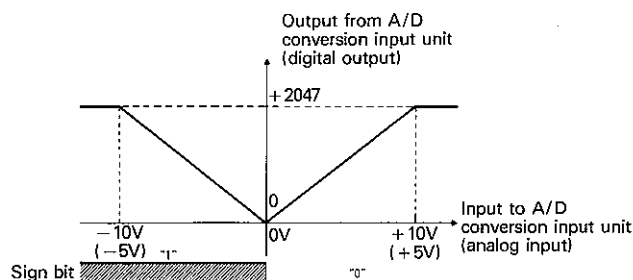 Output from A/D
conversion input unit
(digital output)
+2047
0
-10V
(-5V)
"1"
0V
+10V
(+5V)
Input to A/D
conversion input unit
(analog input)
Sign bit
"0"